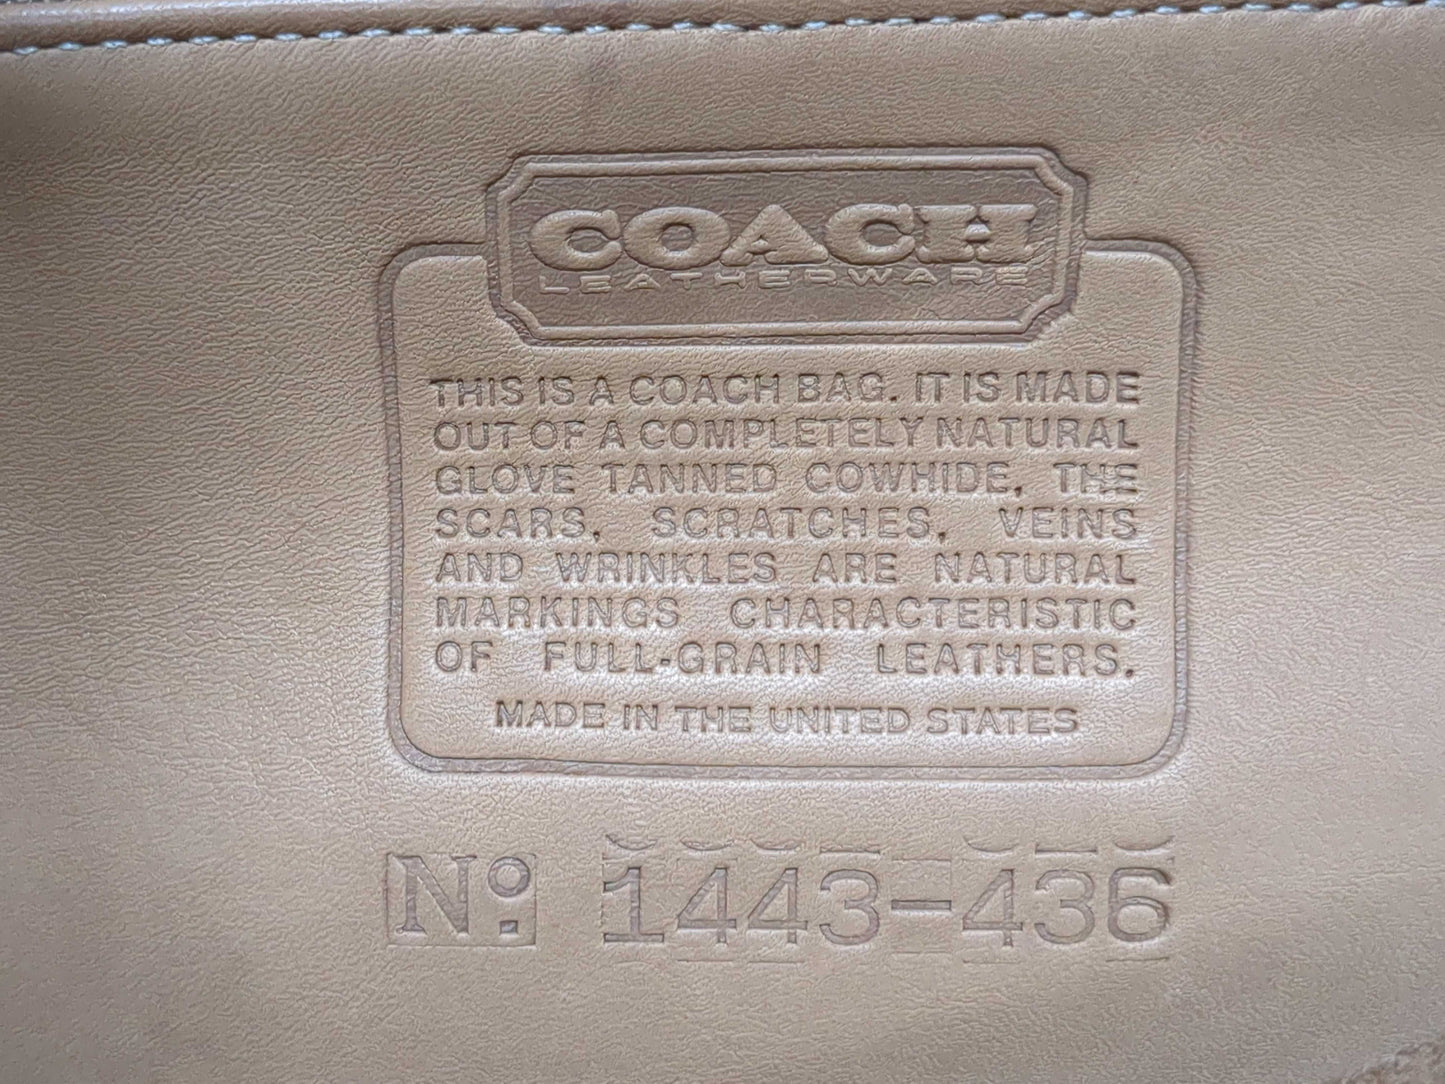 COACH
LEATHERWARE
THIS IS A COACH BAG. IT IS MADE
OUT OF A COMPLETELY NATURAL
GLOVE TANNED COWHIDE, THE
SCARS, SCRATCHES, VEINS
AND WRINKLES ARE NATURAL
MARKINGS CHARACTERISTIC
OF FULL-GRAIN LEATHERS.
MADE IN THE UNITED STATES
No. 1443-436